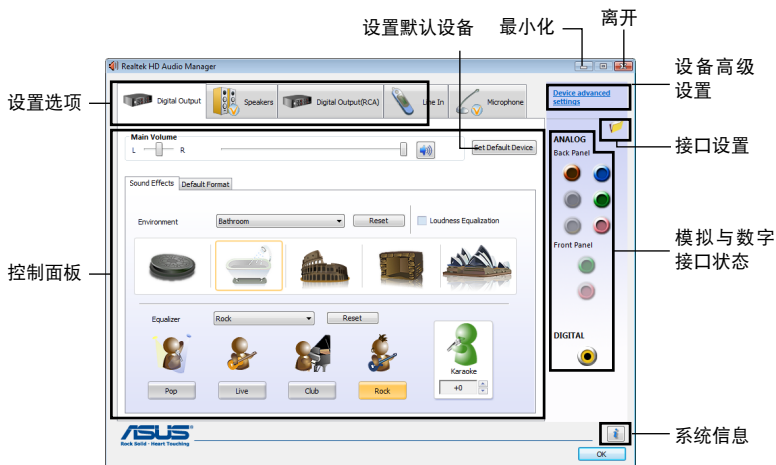 设置默认设备
最小化
离开
Realtek HD Audio Manager
设备高级
设置
设置选项
Digital Output
Speakers
Digital Output(RCA)
Line In
Microphone
Device advanced
settings
Main Volume
L
R
Set Default Device
ANALOG
Back Panel
接口设置
Sound Effects
Default Format
Environment
Bathroom
Reset
Loudness Equalization
Front Panel
模拟与数字
接口状态
控制面板
Equalizer
Rock
Reset
DIGITAL
Karaoke
Pop
Live
Club
Rock
+0
ASUS
Rock Solid · Heart Touching
系统信息
OK